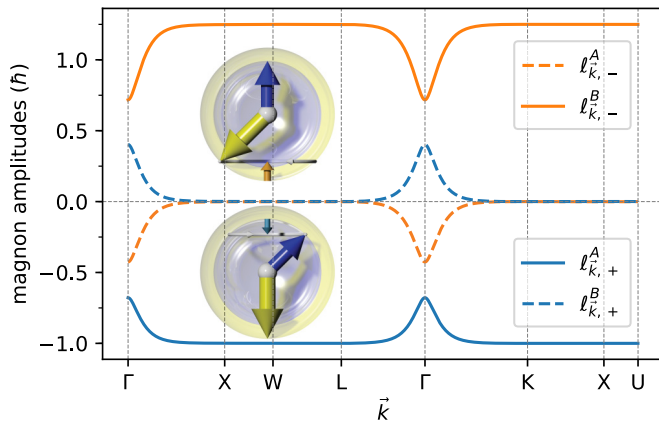 magnon amplitudes (ħ)
1.0
0.5
0.0
−0.5
−1.0
ℓ^A_{k⃗, −}
ℓ^B_{k⃗, −}
ℓ^A_{k⃗, +}
ℓ^B_{k⃗, +}
Γ X W L Γ K X U
k⃗